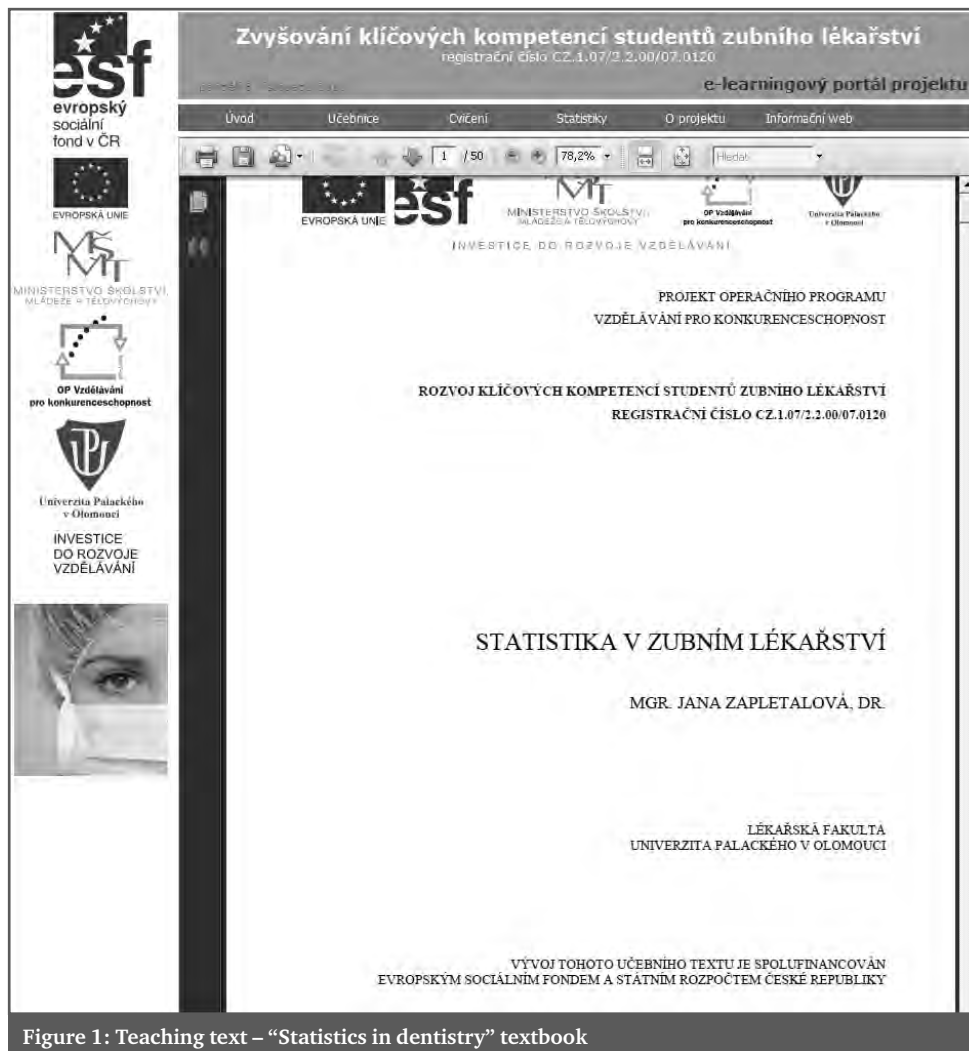 esf
evropský
sociální
fond v ČR
EVROPSKÁ UNIE
MŠMT
MINISTERSTVO ŠKOLSTVÍ,
MLÁDEŽE A TĚLOVÝCHOVY
OP Vzdělávání
pro konkurenceschopnost
UP
Univerzita Palackého
v Olomouci
INVESTICE
DO ROZVOJE
VZDĚLÁVÁNÍ
Zvyšování klíčových kompetencí studentů zubního lékařství
registrační číslo CZ.1.07/2.2.00/07.0120
e-learningový portál projektu
Úvod Učebnice Cvičení Statistiky O projektu Informační web
1 / 50 78,2% Hledat
EVROPSKÁ UNIE
esf
MINISTERSTVO ŠKOLSTVÍ,
MLÁDEŽE A TĚLOVÝCHOVY
OP Vzdělávání
pro konkurenceschopnost
Univerzita Palackého
v Olomouci
INVESTICE DO ROZVOJE VZDĚLÁVÁNÍ
PROJEKT OPERAČNÍHO PROGRAMU
VZDĚLÁVÁNÍ PRO KONKURENCESCHOPNOST
ROZVOJ KLÍČOVÝCH KOMPETENCÍ STUDENTŮ ZUBNÍHO LÉKAŘSTVÍ
REGISTRAČNÍ ČÍSLO CZ.1.07/2.2.00/07.0120
STATISTIKA V ZUBNÍM LÉKAŘSTVÍ
MGR. JANA ZAPLETALOVÁ, DR.
LÉKAŘSKÁ FAKULTA
UNIVERZITA PALACKÉHO V OLOMOUCI
VÝVOJ TOHOTO UČEBNÍHO TEXTU JE SPOLUFINANCOVÁN
EVROPSKÝM SOCIÁLNÍM FONDEM A STÁTNÍM ROZPOČTEM ČESKÉ REPUBLIKY
Figure 1: Teaching text – “Statistics in dentistry” textbook